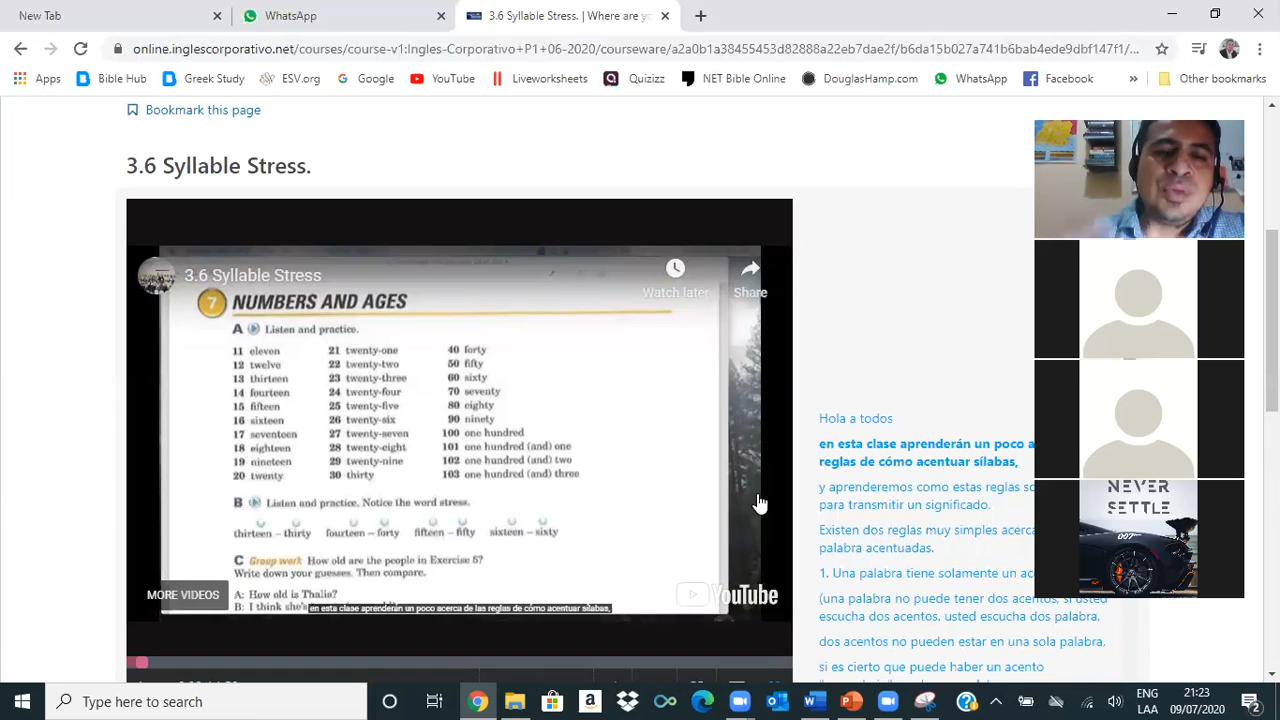 New Tab
WhatsApp
3.6 Syllable Stress. | Where are yo
online.inglescorporativo.net/courses/course-v1:Ingles-Corporativo+P1+06-2020/courseware/a2a0b1a38455453d82888a22eb7dae2f/b6da15b027a741b6bab4ede9dbf147f1/...
Apps
Bible Hub
Greek Study
ESV.org
Google
YouTube
Liveworksheets
Quizizz
NET Bible Online
DouglasHamp.com
WhatsApp
Facebook
Other bookmarks
Bookmark this page
3.6 Syllable Stress.
3.6 Syllable Stress
Watch later
Share
7 NUMBERS AND AGES
A Listen and practice.
11 eleven 21 twenty-one 40 forty
12 twelve 22 twenty-two 50 fifty
13 thirteen 23 twenty-three 60 sixty
14 fourteen 24 twenty-four 70 seventy
15 fifteen 25 twenty-five 80 eighty
16 sixteen 26 twenty-six 90 ninety
17 seventeen 27 twenty-seven 100 one hundred
18 eighteen 28 twenty-eight 101 one hundred (and) one
19 nineteen 29 twenty-nine 102 one hundred (and) two
20 twenty 30 thirty 103 one hundred (and) three
B Listen and practice. Notice the word stress.
thirteen – thirty fourteen – forty fifteen – fifty sixteen – sixty
C Group work How old are the people in Exercise 5?
Write down your guesses. Then compare.
A: How old is Thalia?
B: I think she's
en esta clase aprenderán un poco acerca de las reglas de cómo acentuar sílabas,
MORE VIDEOS
YouTube
Hola a todos
en esta clase aprenderán un poco a
reglas de cómo acentuar sílabas,
y aprenderemos como estas reglas so
para transmitir un significado.
Existen dos reglas muy simples acerca
palabra acentuadas.
1. Una palabra tiene solamente un ac
(una palabra no puede tener dos acentos, si usted
escucha dos acentos, usted escucha dos palabra,
dos acentos no pueden estar en una sola palabra,
si es cierto que puede haber un acento
NEVER
SETTLE
007
Type here to search
ENG
LAA
21:23
09/07/2020
2